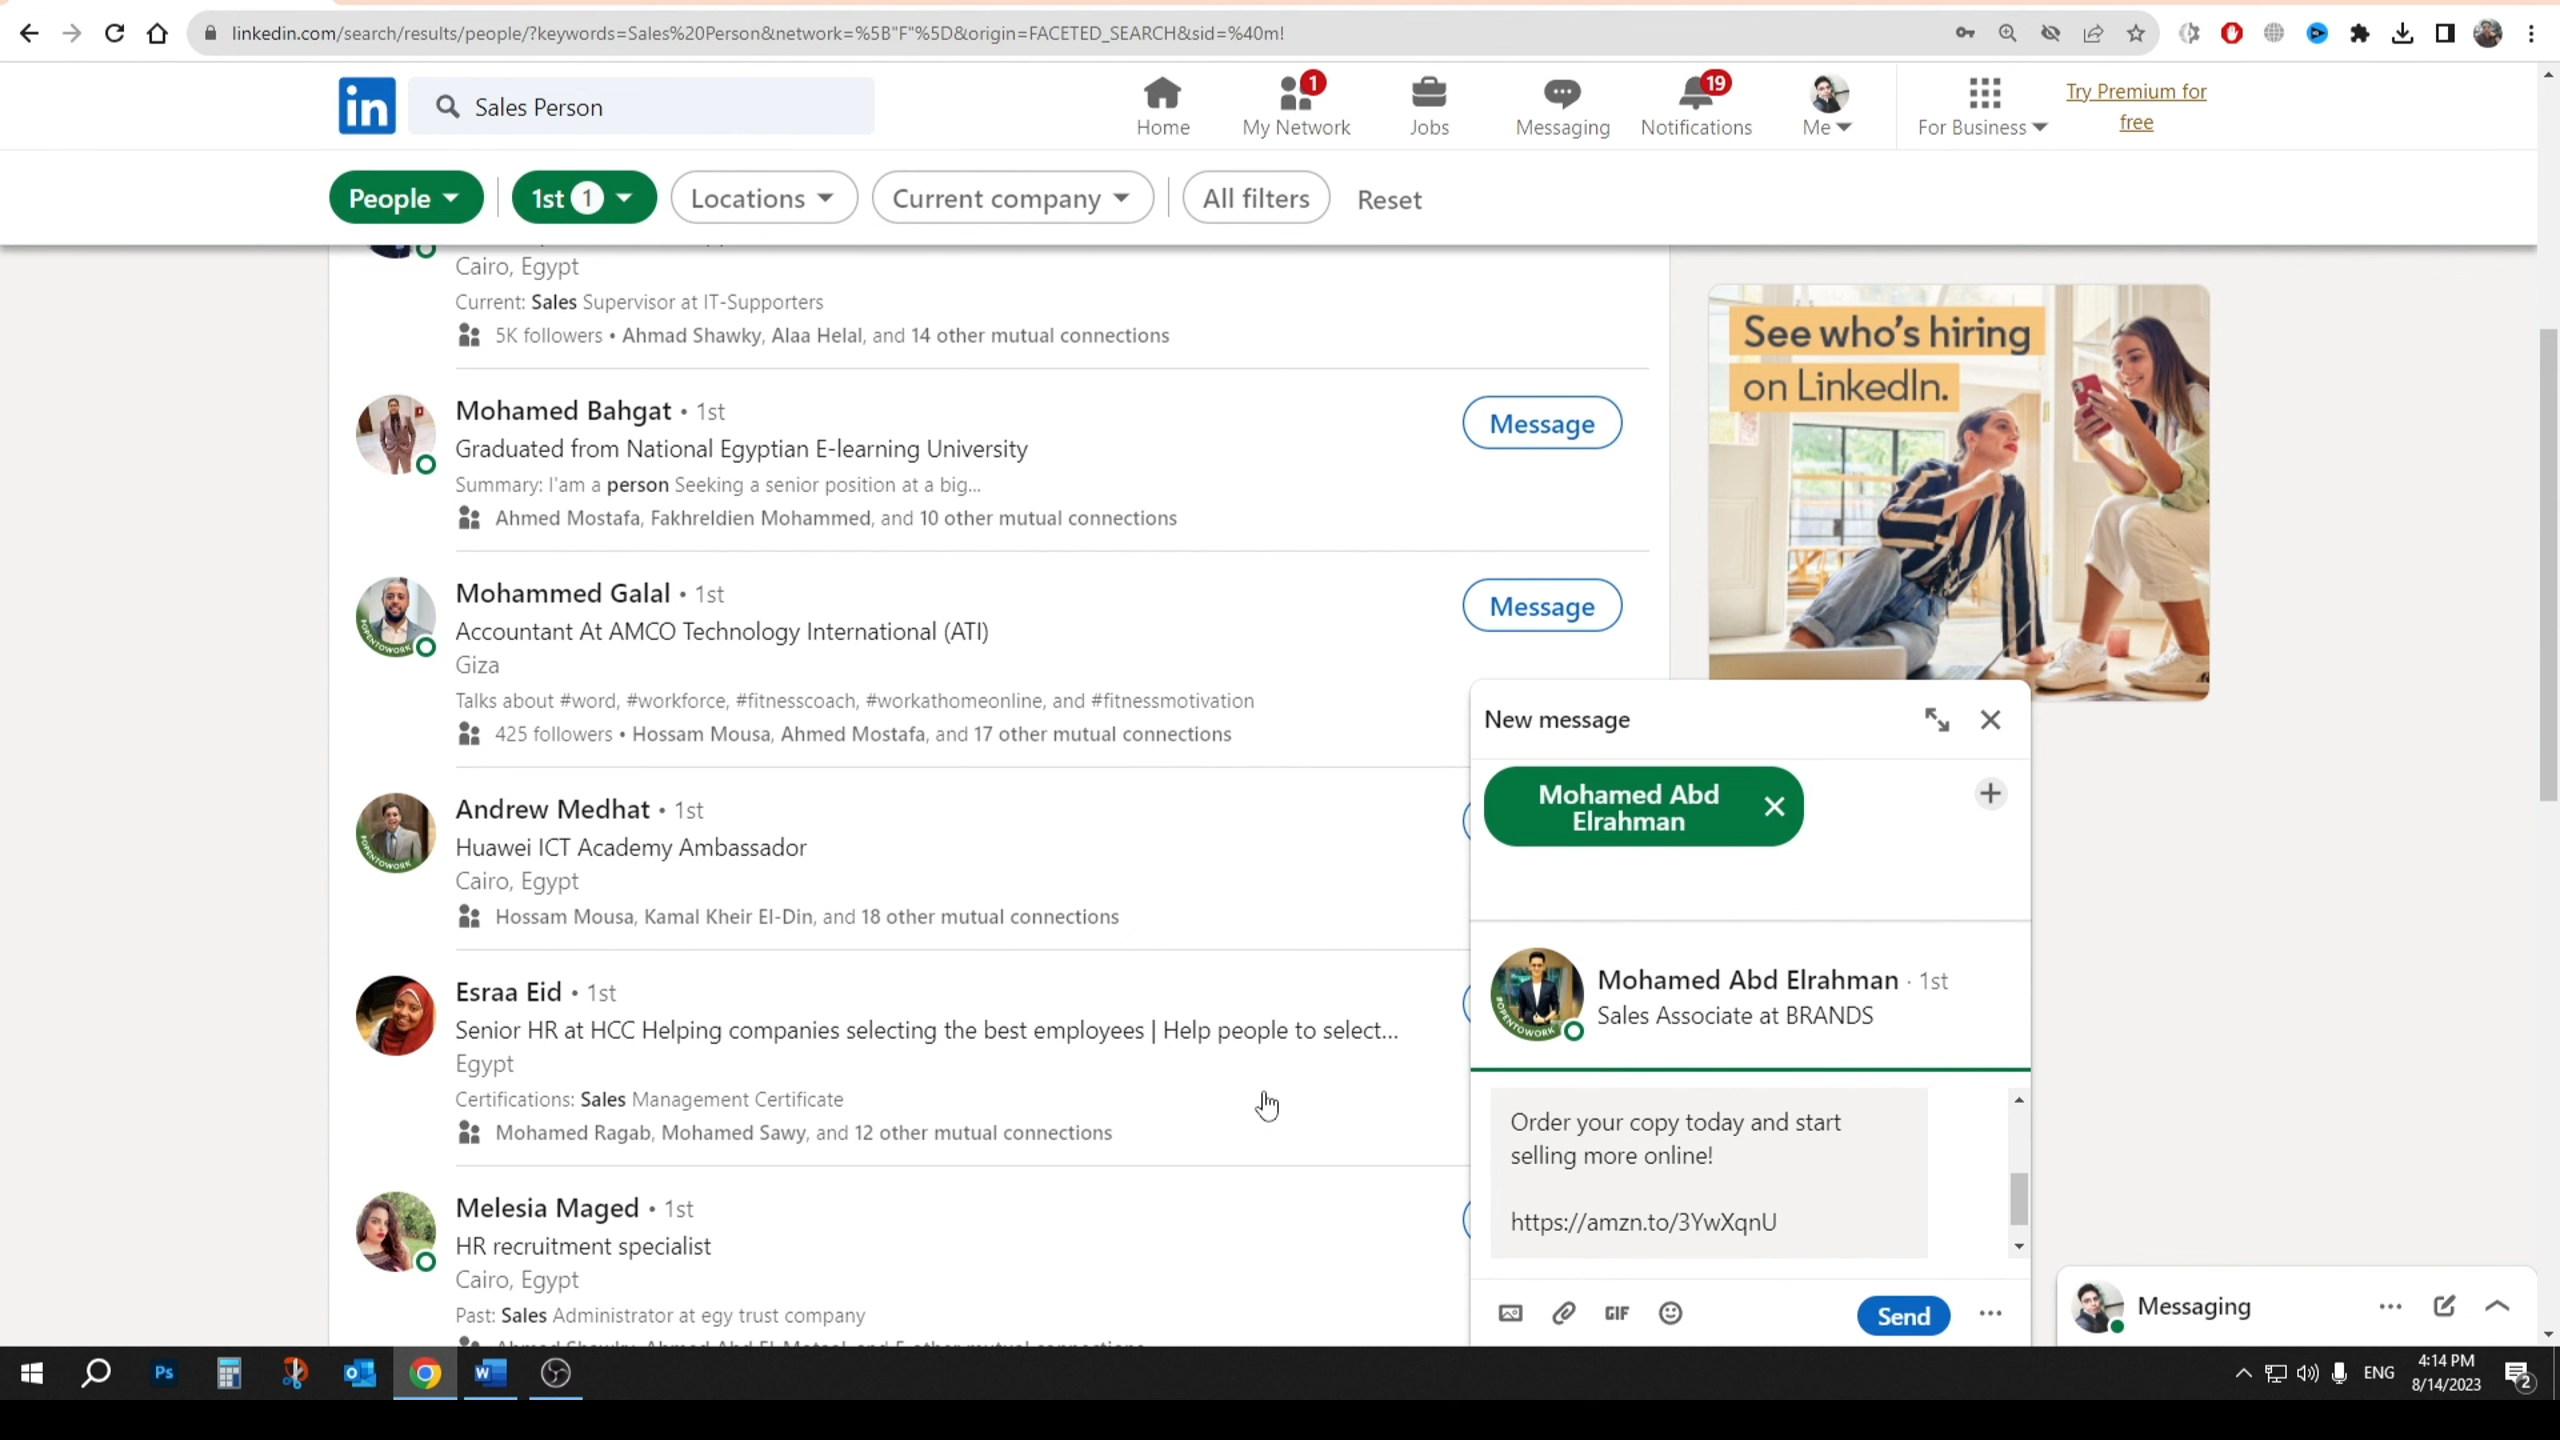 linkedin.com/search/results/people/?keywords=Sales%20Person&network=%5B"F"%5D&origin=FACETED_SEARCH&sid=%40m!
in
Sales Person
Home
1
My Network
Jobs
Messaging
19
Notifications
Me
For Business
Try Premium for
free
People
1st 1
Locations
Current company
All filters
Reset
Cairo, Egypt
Current: Sales Supervisor at IT-Supporters
5K followers • Ahmad Shawky, Alaa Helal, and 14 other mutual connections
Mohamed Bahgat • 1st
Message
Graduated from National Egyptian E-learning University
Summary: I'am a person Seeking a senior position at a big...
Ahmed Mostafa, Fakhreldien Mohammed, and 10 other mutual connections
Mohammed Galal • 1st
Message
Accountant At AMCO Technology International (ATI)
Giza
Talks about #word, #workforce, #fitnesscoach, #workathomeonline, and #fitnessmotivation
425 followers • Hossam Mousa, Ahmed Mostafa, and 17 other mutual connections
#OPENTOWORK
Andrew Medhat • 1st
Huawei ICT Academy Ambassador
Cairo, Egypt
Hossam Mousa, Kamal Kheir El-Din, and 18 other mutual connections
#OPENTOWORK
Esraa Eid • 1st
Senior HR at HCC Helping companies selecting the best employees | Help people to select...
Egypt
Certifications: Sales Management Certificate
Mohamed Ragab, Mohamed Sawy, and 12 other mutual connections
Melesia Maged • 1st
HR recruitment specialist
Cairo, Egypt
Past: Sales Administrator at egy trust company
See who's hiring
on LinkedIn.
New message
Mohamed Abd
Elrahman
Mohamed Abd Elrahman · 1st
Sales Associate at BRANDS
#OPENTOWORK
Order your copy today and start
selling more online!
https://amzn.to/3YwXqnU
GIF
Send
Messaging
Ps
ENG
4:14 PM
8/14/2023
2